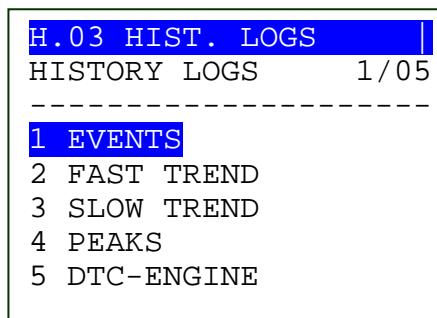 H.03 HIST. LOGS |
HISTORY LOGS 1/05
---------------------
1 EVENTS
2 FAST TREND
3 SLOW TREND
4 PEAKS
5 DTC-ENGINE